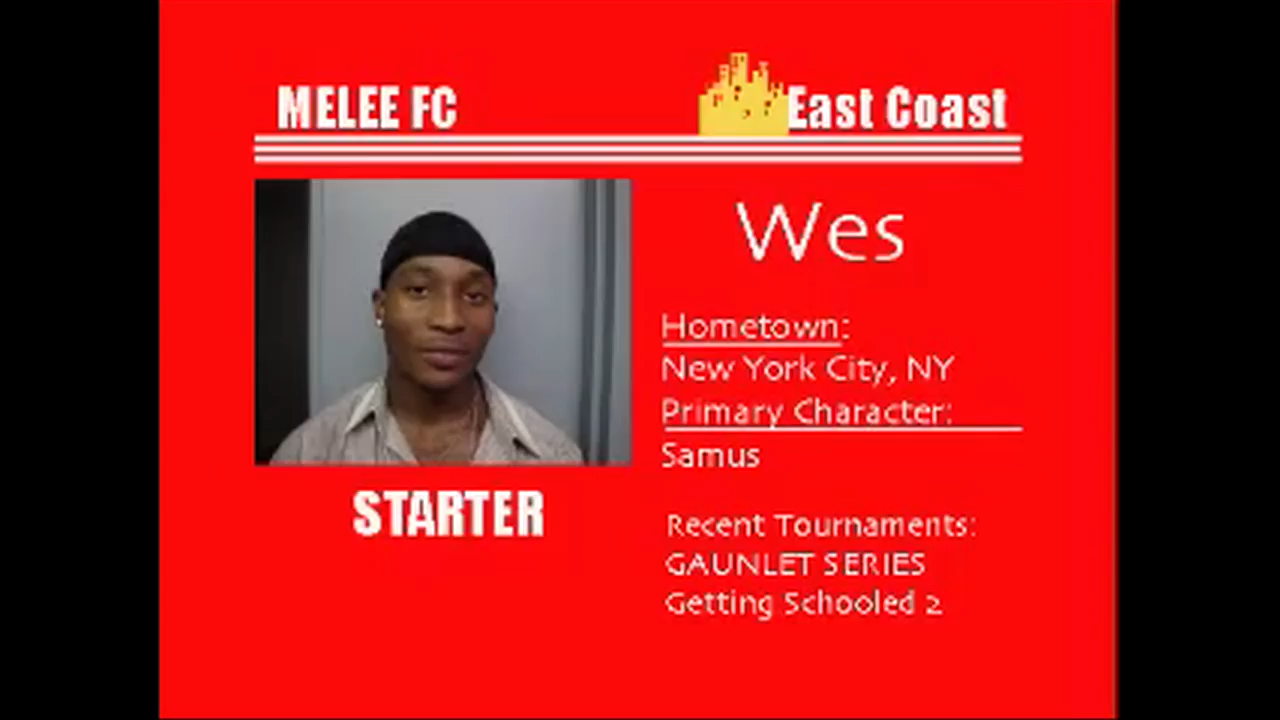 MELEE FC
East Coast
Wes
Hometown:
New York City, NY
Primary Character:
Samus
STARTER
Recent Tournaments:
GAUNLET SERIES
Getting Schooled 2